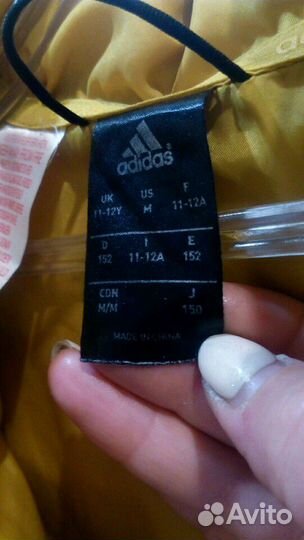 adidas
UK US F
11-12Y M 11-12A
D I E
152 11-12A 152
CDN J
M/M 150
MADE IN CHINA
Avito